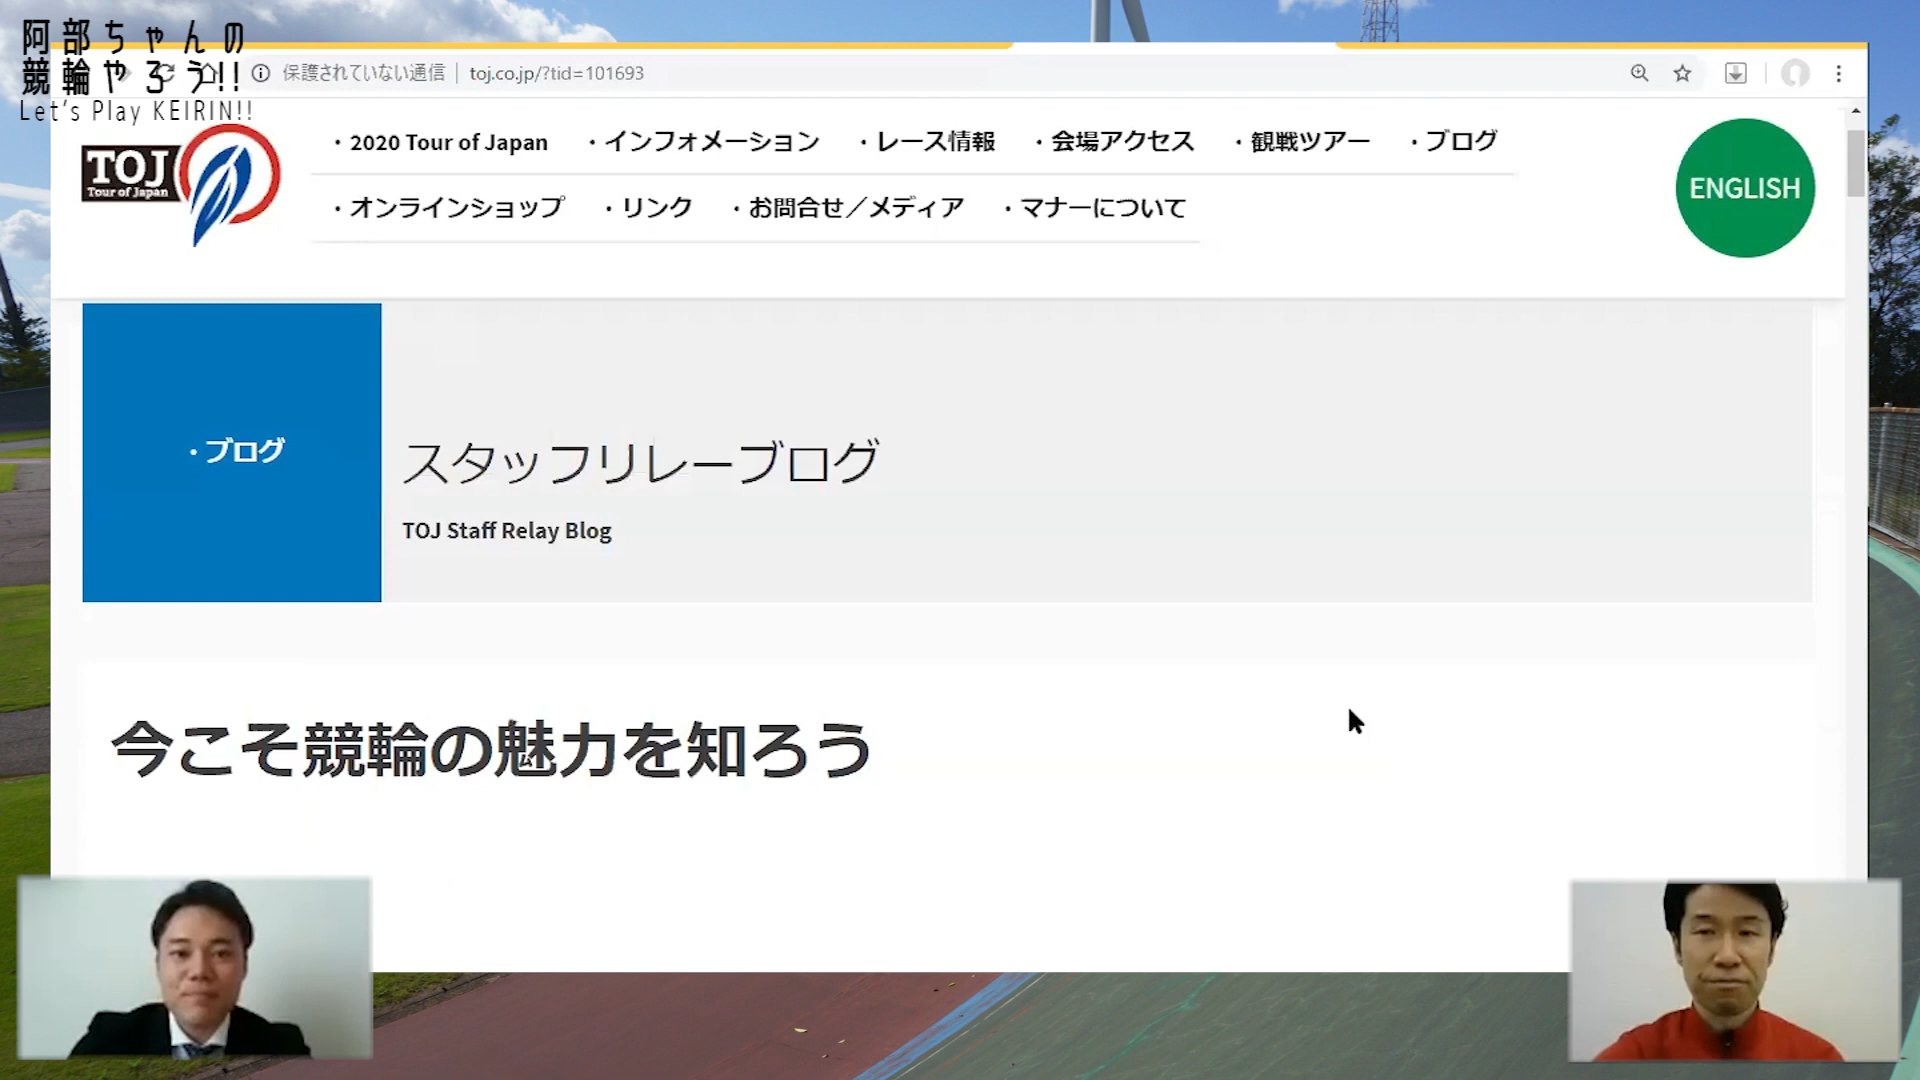 阿部ちゃんの
競輪やろう!!
Let's Play KEIRIN!!
保護されていない通信 | toj.co.jp/?tid=101693
TOJ
Tour of Japan
・2020 Tour of Japan ・インフォメーション ・レース情報 ・会場アクセス ・観戦ツアー ・ブログ
・オンラインショップ ・リンク ・お問合せ／メディア ・マナーについて
ENGLISH
・ブログ
スタッフリレーブログ
TOJ Staff Relay Blog
今こそ競輪の魅力を知ろう